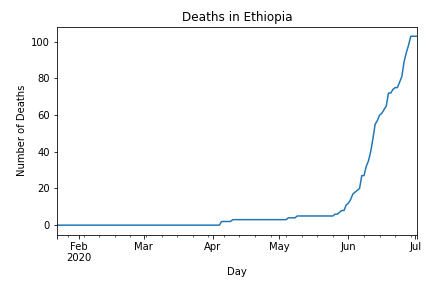 Deaths in Ethiopia
100
80
60
40
20
0
Number of Deaths
Feb
2020
Mar
Apr
May
Jun
Jul
Day